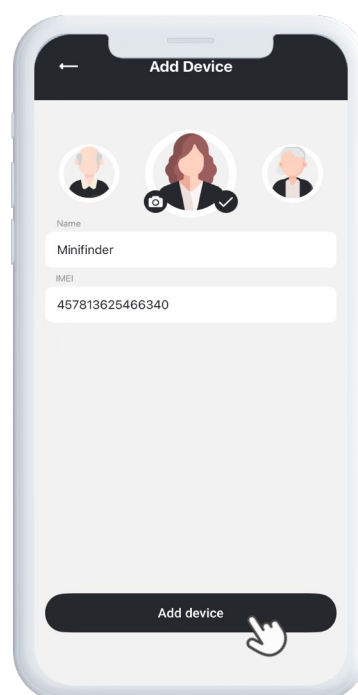 Add Device
Name
Minifinder
IMEI
457813625466340
Add device